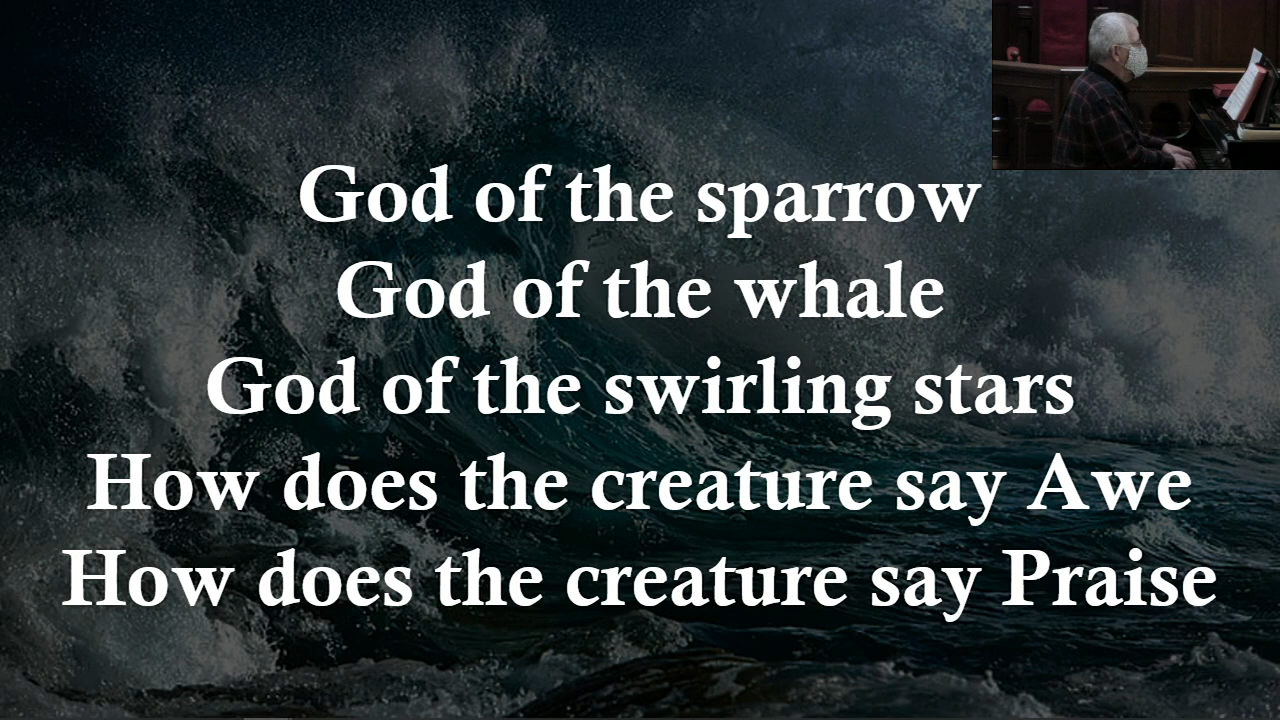 God of the sparrow
God of the whale
God of the swirling stars
How does the creature say Awe
How does the creature say Praise